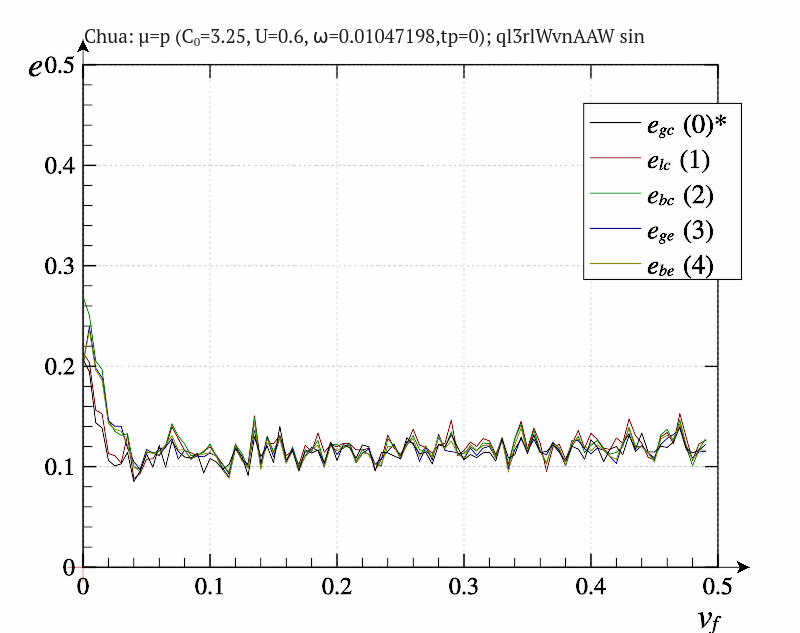 Chua: μ=p (C₀=3.25, U=0.6, ω=0.01047198,tp=0); ql3rlWvnAAW sin
e
0.5
0.4
0.3
0.2
0.1
0
e_gc (0)*
e_lc (1)
e_bc (2)
e_ge (3)
e_be (4)
0 0.1 0.2 0.3 0.4 0.5
v_f